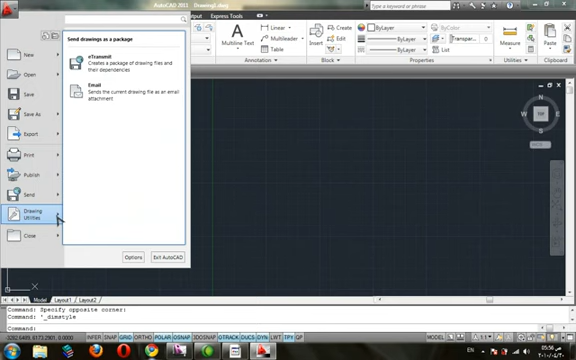 AutoCAD 2011 Drawing1.dwg
Type a keyword or phrase
Output Express Tools
New
Open
Save
Save As
Export
Print
Publish
Send
Drawing
Utilities
Close
Send drawings as a package
eTransmit
Creates a package of drawing files and
their dependencies
Email
Sends the current drawing file as an email
attachment
Options
Exit AutoCAD
Multiline
Text
Linear
Multileader
Table
Annotation
Insert
Create
Edit
Block
ByLayer
ByLayer
ByLayer
ByColor
Transpar...
0
List
Properties
Measure
Utilities
Paste
Clipboard
N
W
TOP
E
S
WCS
X
Model Layout1 Layout2
Command: Specify opposite corner:
Command: '_dimstyle
Command:
INFER SNAP GRID ORTHO POLAR OSNAP 3DOSNAP OTRACK DUCS DYN LWT TPY QP
MODEL
EN
05:56 ص